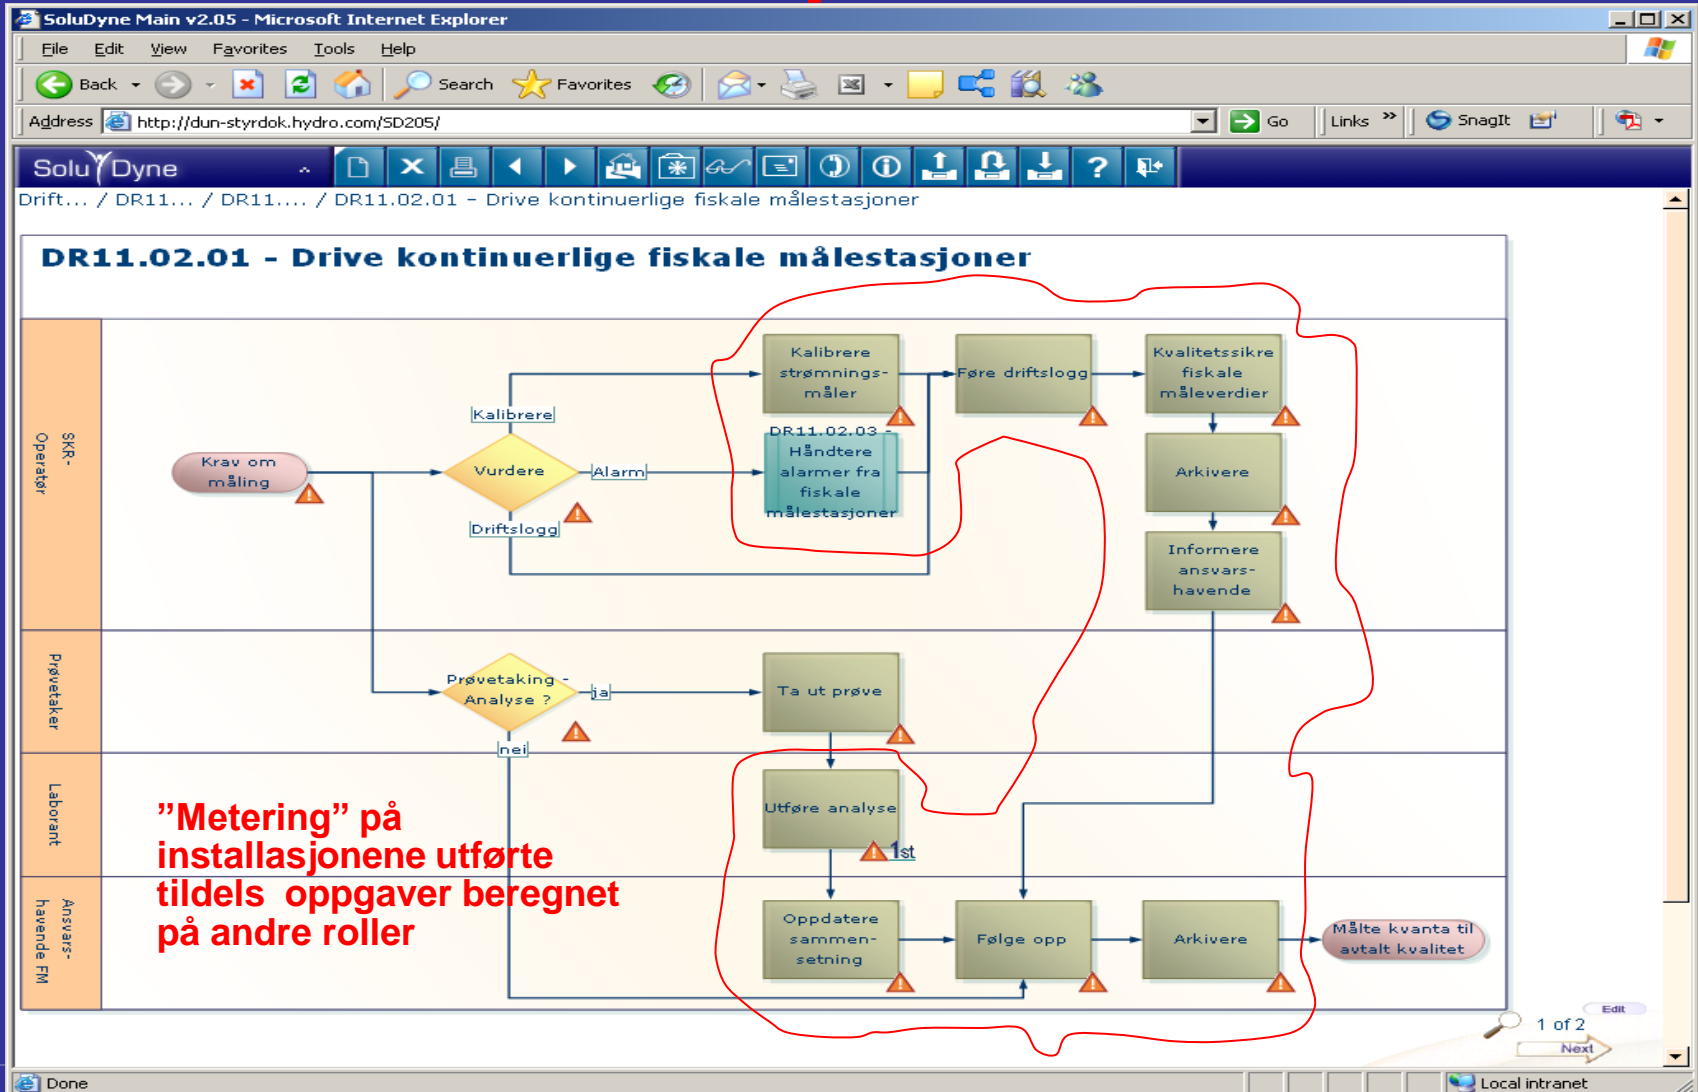 SoluDyne Main v2.05 - Microsoft Internet Explorer
File Edit View Favorites Tools Help
Back Search Favorites
Address http://dun-styrdok.hydro.com/SD205/ Go Links » SnagIt
SoluDyne
Drift... / DR11... / DR11.... / DR11.02.01 - Drive kontinuerlige fiskale målestasjoner
DR11.02.01 - Drive kontinuerlige fiskale målestasjoner
SKR-
Operatør
Krav om
måling
Vurdere
Kalibrere
Alarm
Driftslogg
Kalibrere
strømnings-
måler
DR11.02.03 -
Håndtere
alarmer fra
fiskale
målestasjoner
Føre driftslogg
Kvalitetssikre
fiskale
måleverdier
Arkivere
Informere
ansvars-
havende
Prøvetaker
Prøvetaking -
Analyse ?
ja
nei
Ta ut prøve
Laborant
Utføre analyse
1st
”Metering” på
installasjonene utførte
tildels oppgaver beregnet
på andre roller
Ansvars-
havende FM
Oppdatere
sammen-
setning
Følge opp
Arkivere
Målte kvanta til
avtalt kvalitet
Edit
1 of 2
Next
Done
Local intranet